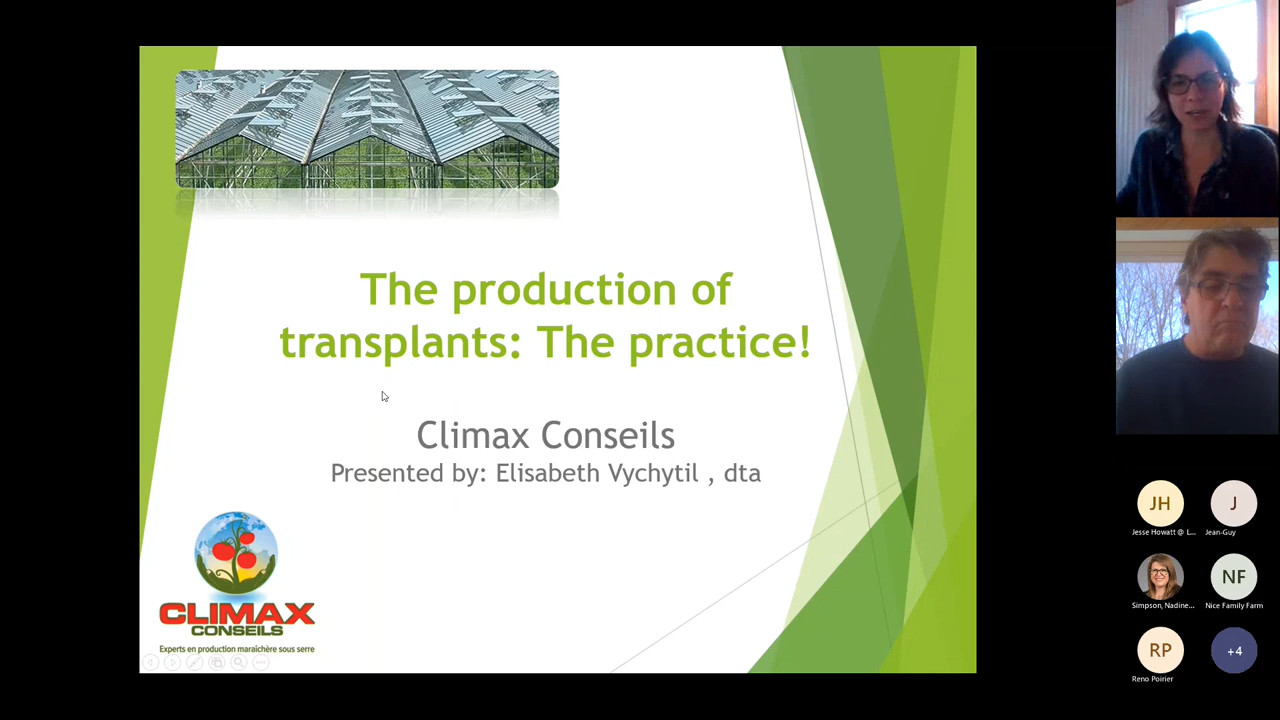 The production of
transplants: The practice!
Climax Conseils
Presented by: Elisabeth Vychytil , dta
CLIMAX
CONSEILS
Experts en production maraîchère sous serre
JH
J
Jesse Howatt @ L...
Jean-Guy
NF
Simpson, Nadine...
Nice Family Farm
RP
+4
Reno Poirier